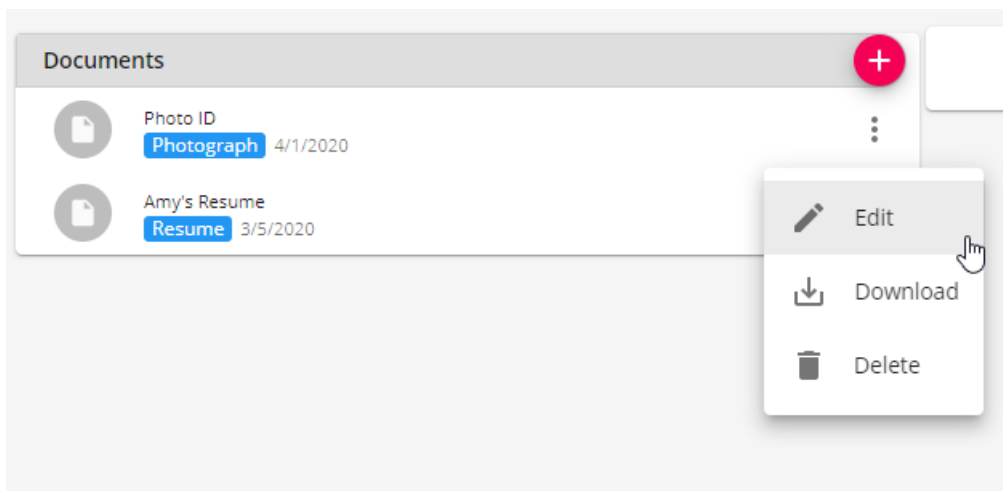 Documents
Photo ID
Photograph 4/1/2020
Amy's Resume
Resume 3/5/2020
Edit
Download
Delete